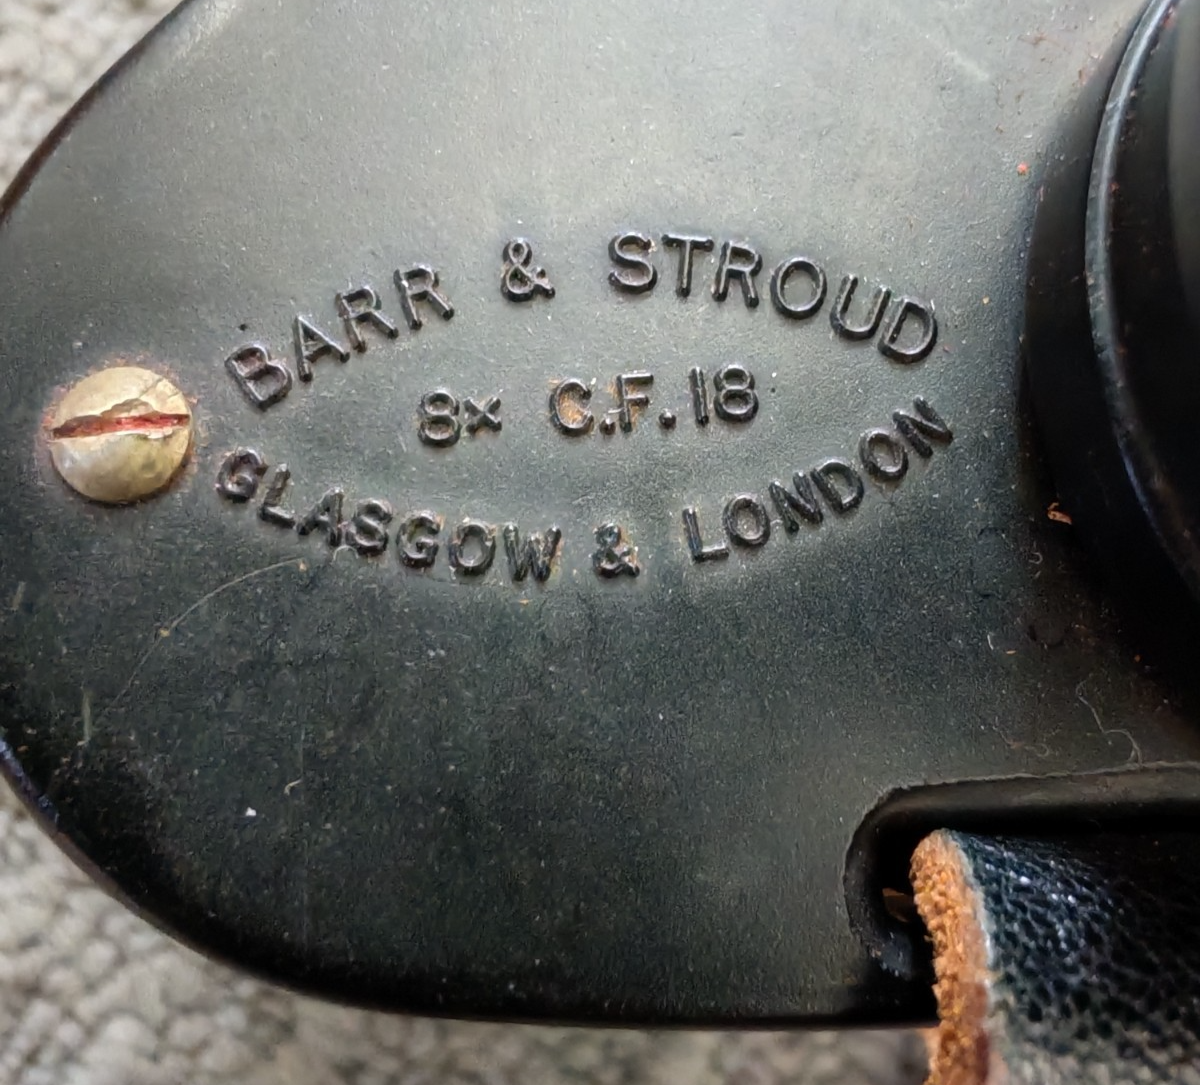 BARR & STROUD
8x C.F.18
GLASGOW & LONDON